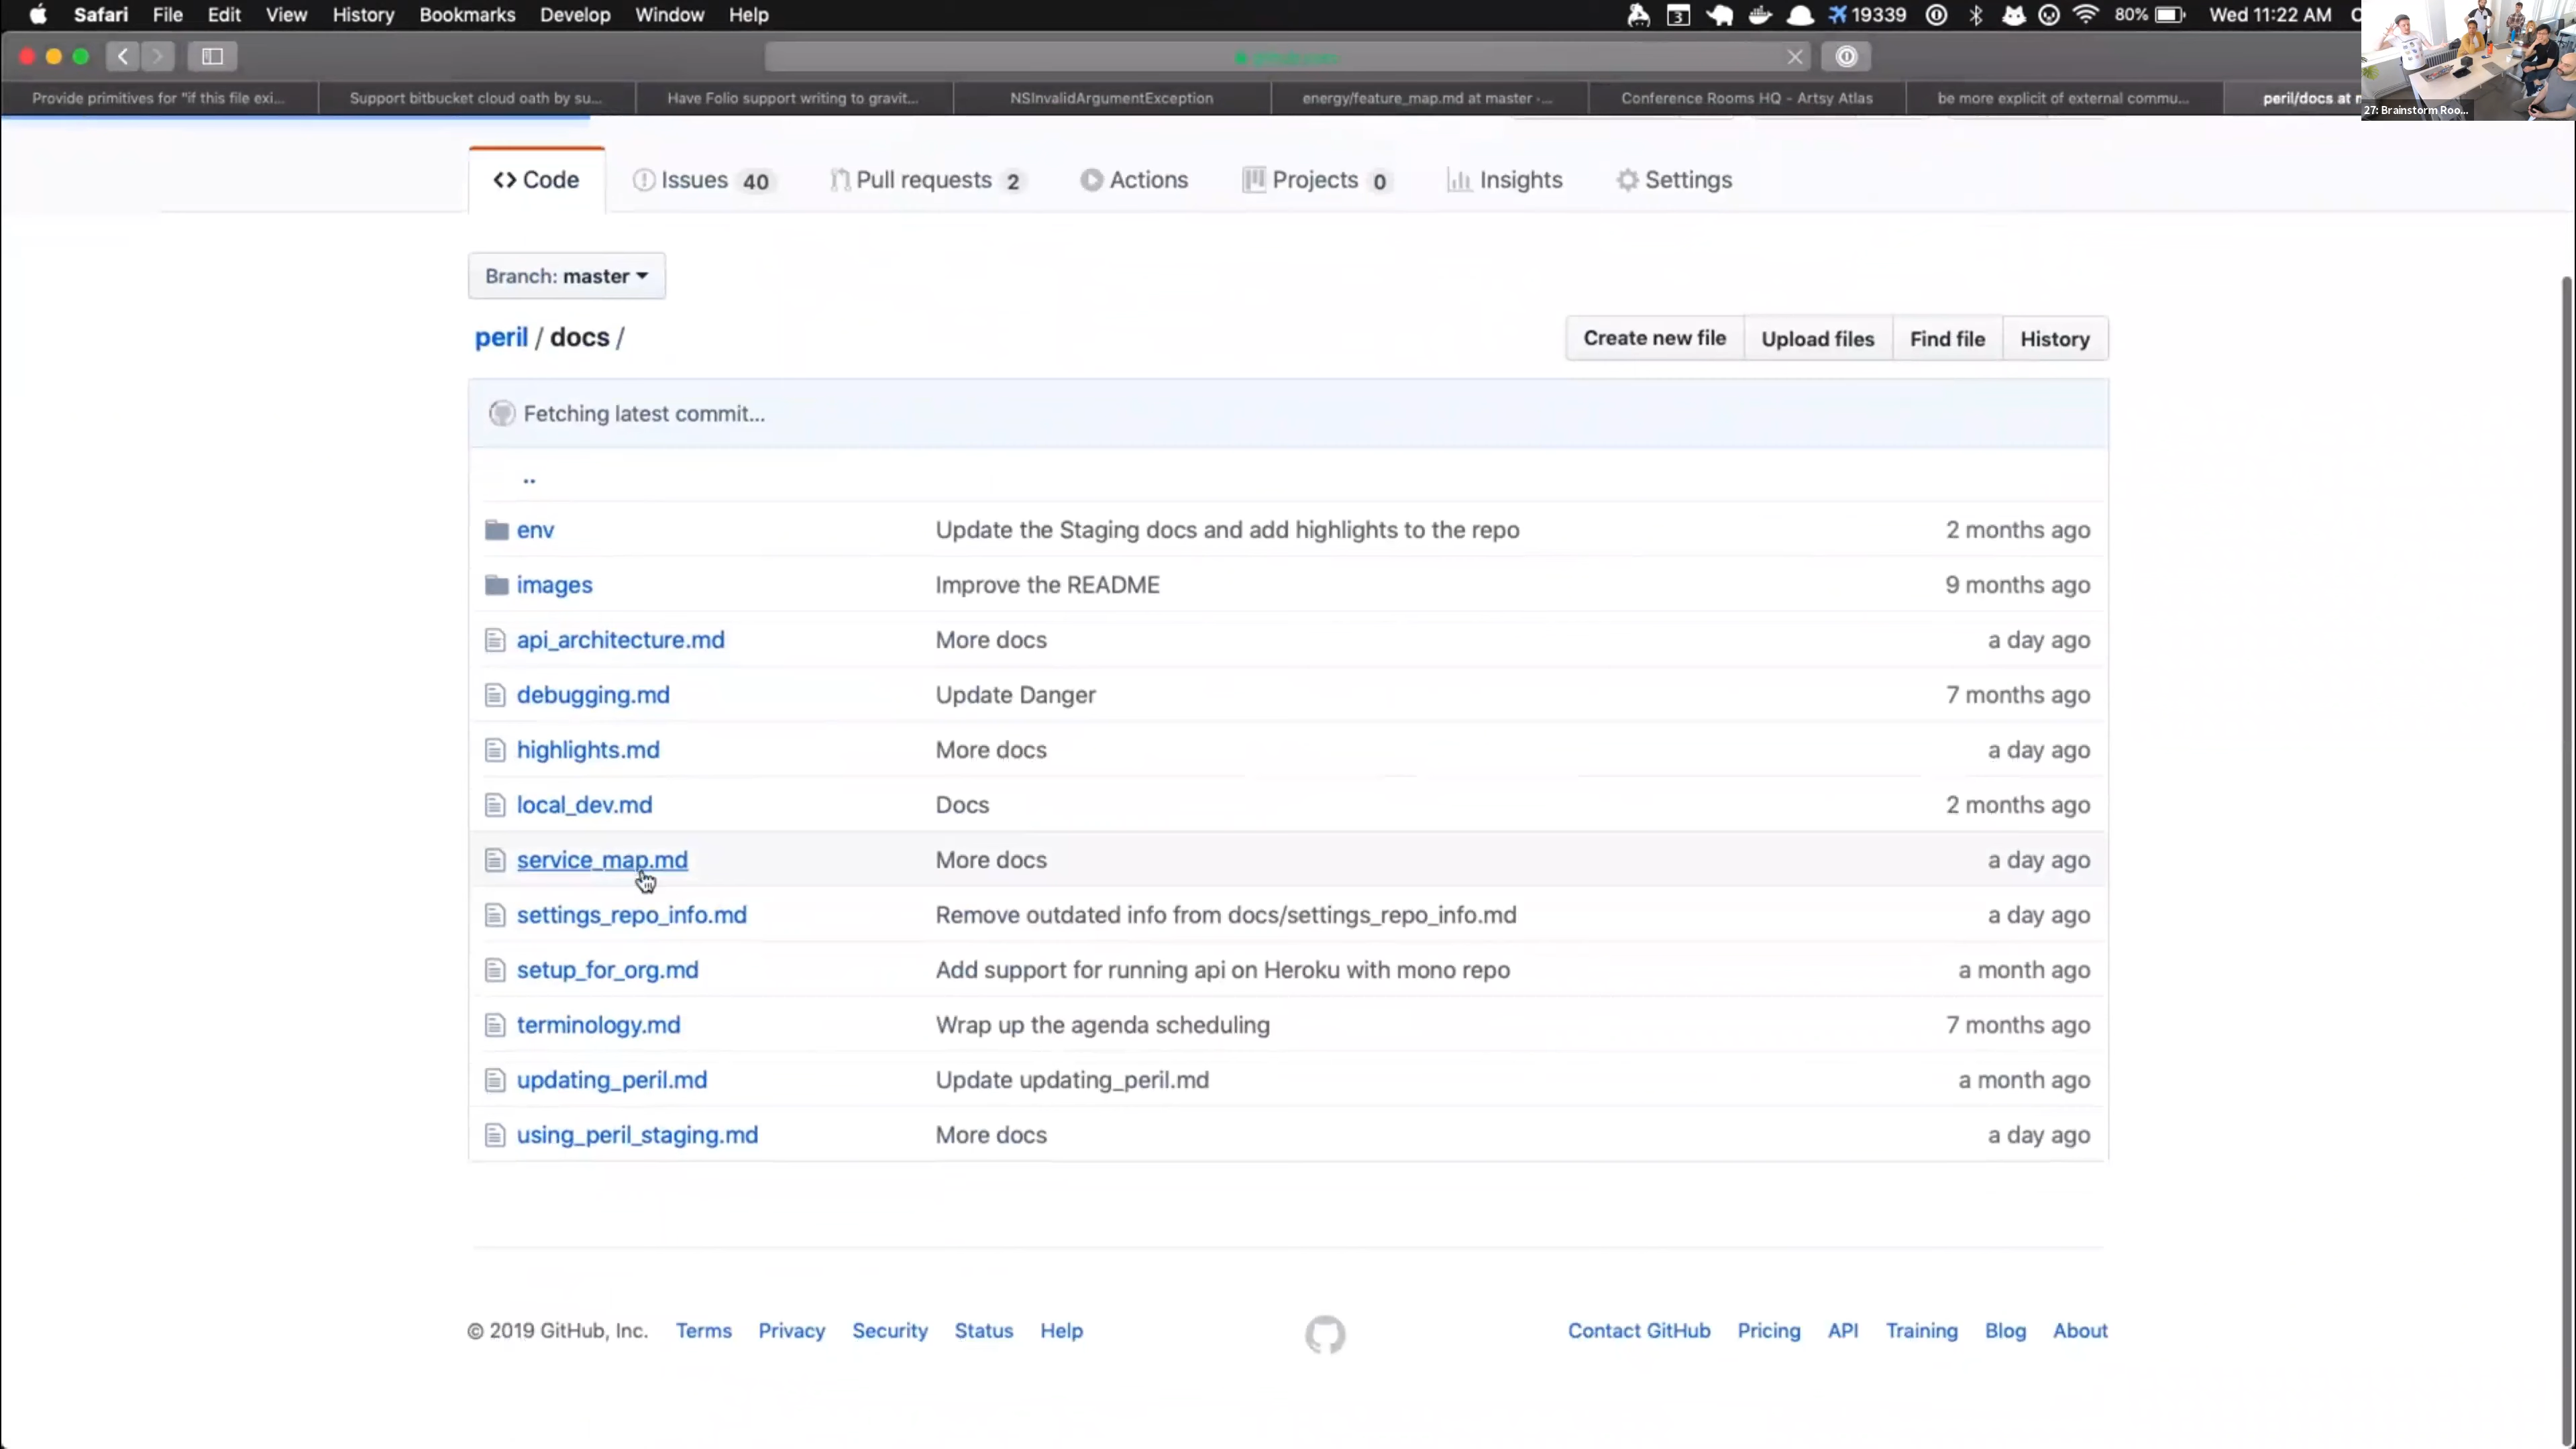 Safari File Edit View History Bookmarks Develop Window Help 3 19339 80% Wed 11:22 AM
27: Brainstorm Roo...
Provide primitives for "if this file exi... Support bitbucket cloud oath by su... Have Folio support writing to gravit... NSInvalidArgumentException energy/feature_map.md at master -... Conference Rooms HQ - Artsy Atlas be more explicit of external commu... peril/docs at
<> Code Issues 40 Pull requests 2 Actions Projects 0 Insights Settings
Branch: master
peril / docs / Create new file Upload files Find file History
Fetching latest commit...
..
env Update the Staging docs and add highlights to the repo 2 months ago
images Improve the README 9 months ago
api_architecture.md More docs a day ago
debugging.md Update Danger 7 months ago
highlights.md More docs a day ago
local_dev.md Docs 2 months ago
service_map.md More docs a day ago
settings_repo_info.md Remove outdated info from docs/settings_repo_info.md a day ago
setup_for_org.md Add support for running api on Heroku with mono repo a month ago
terminology.md Wrap up the agenda scheduling 7 months ago
updating_peril.md Update updating_peril.md a month ago
using_peril_staging.md More docs a day ago
© 2019 GitHub, Inc. Terms Privacy Security Status Help Contact GitHub Pricing API Training Blog About